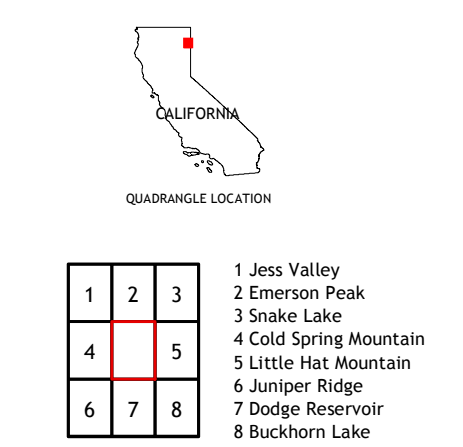 CALIFORNIA
QUADRANGLE LOCATION
1 2 3
4 5
6 7 8
1 Jess Valley
2 Emerson Peak
3 Snake Lake
4 Cold Spring Mountain
5 Little Hat Mountain
6 Juniper Ridge
7 Dodge Reservoir
8 Buckhorn Lake